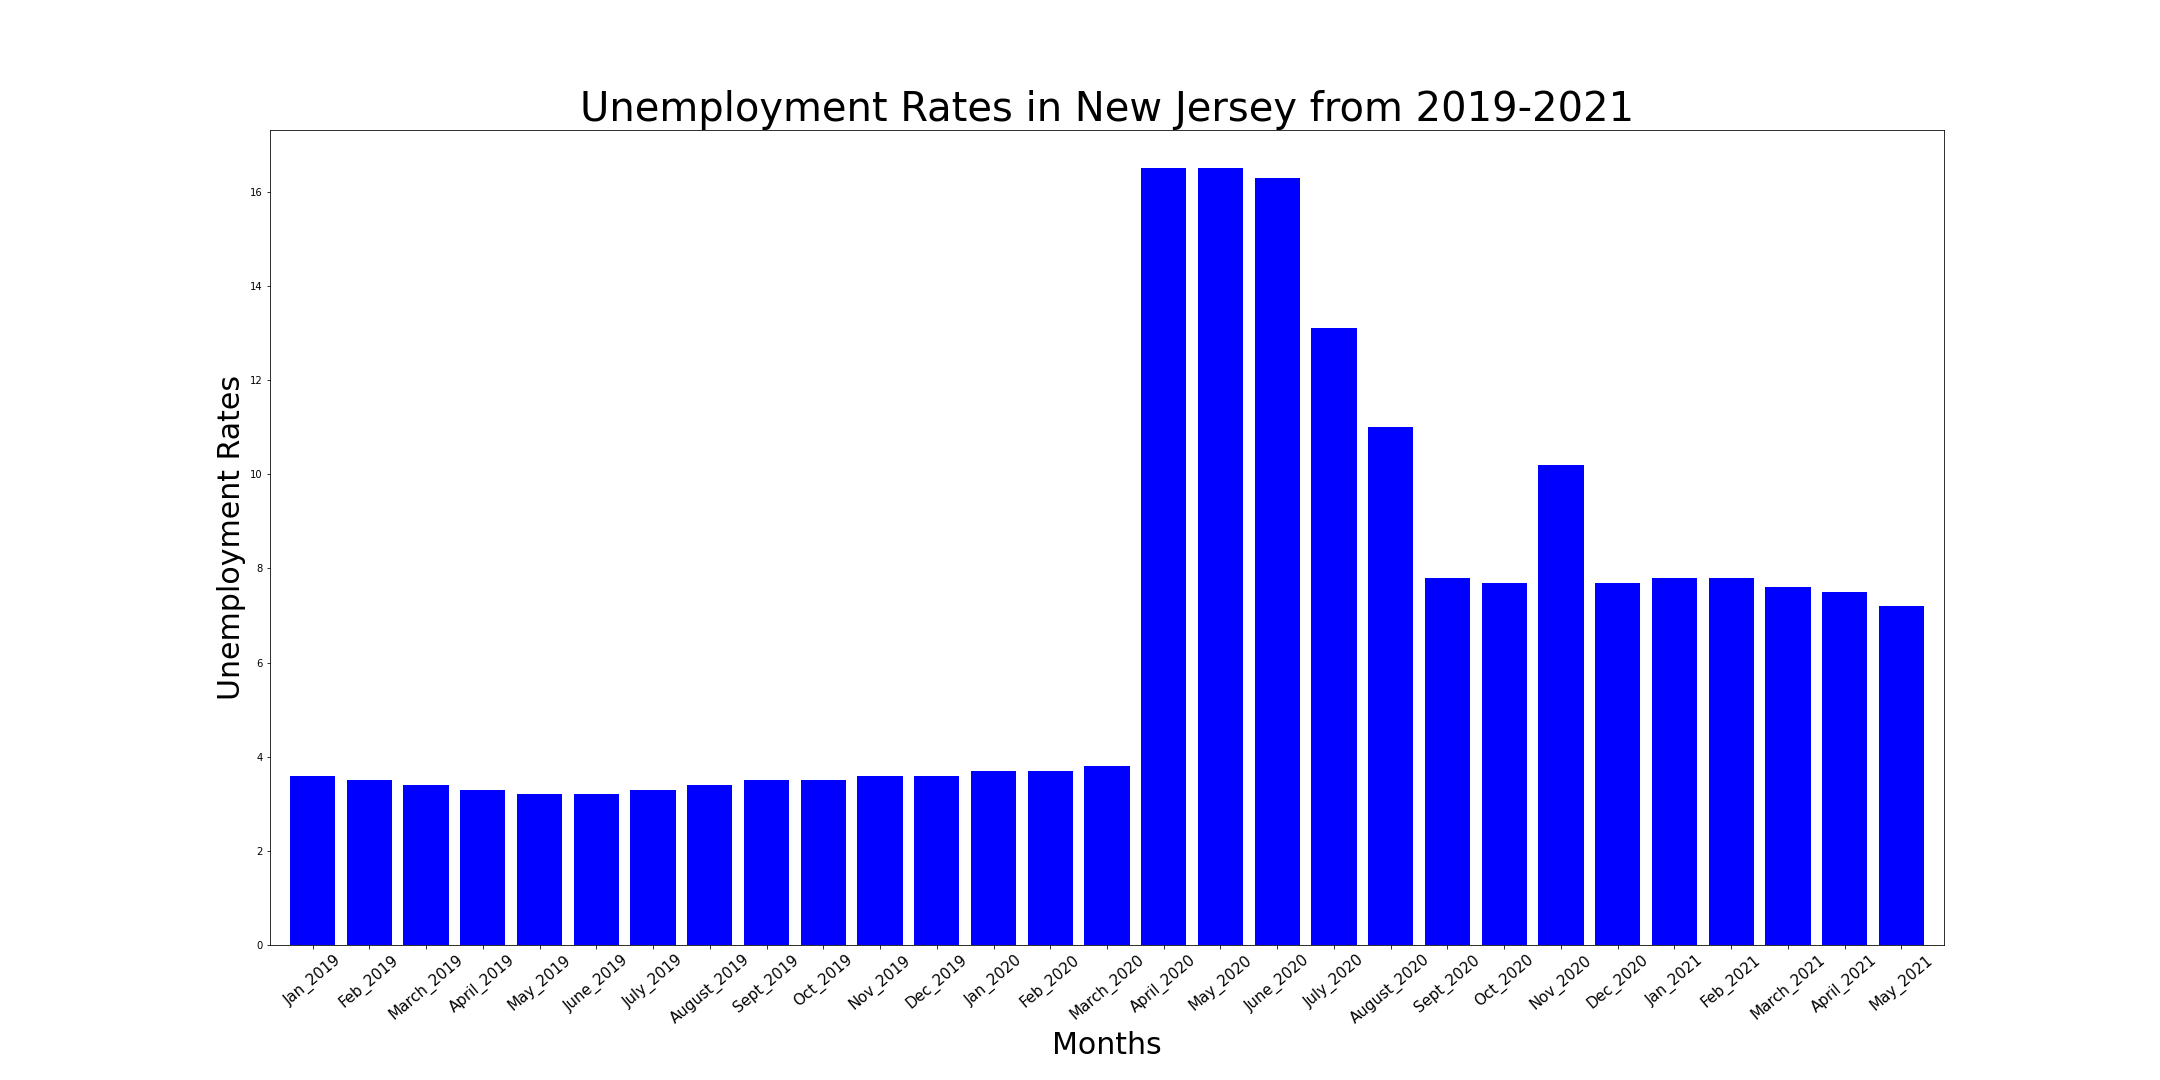 Unemployment Rates in New Jersey from 2019-2021
Unemployment Rates
16
14
12
10
8
6
4
2
0
Jan_2019
Feb_2019
March_2019
April_2019
May_2019
June_2019
July_2019
August_2019
Sept_2019
Oct_2019
Nov_2019
Dec_2019
Jan_2020
Feb_2020
March_2020
April_2020
May_2020
June_2020
July_2020
August_2020
Sept_2020
Oct_2020
Nov_2020
Dec_2020
Jan_2021
Feb_2021
March_2021
April_2021
May_2021
Months